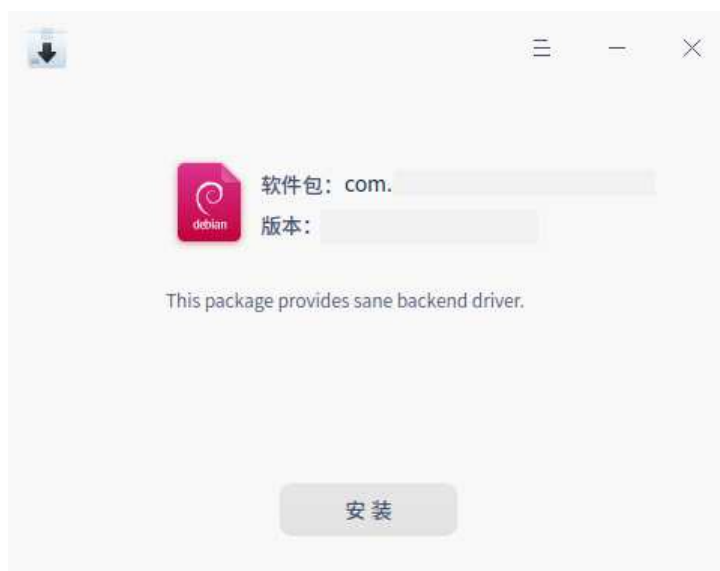 软件包：com.
debian
版本：
This package provides sane backend driver.
安装